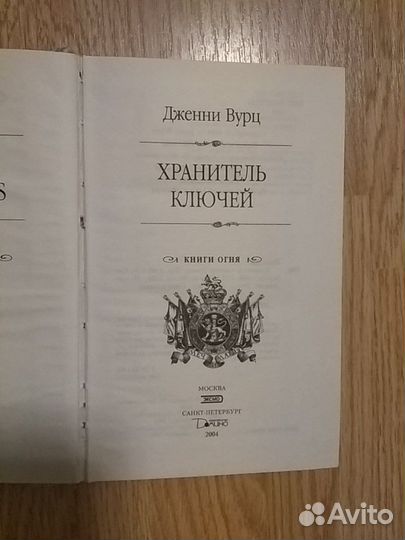 S
Дженни Вурц
ХРАНИТЕЛЬ
КЛЮЧЕЙ
КНИГИ ОГНЯ
МОСКВА
ЭКСМО
САНКТ-ПЕТЕРБУРГ
Домино
2004
Avito